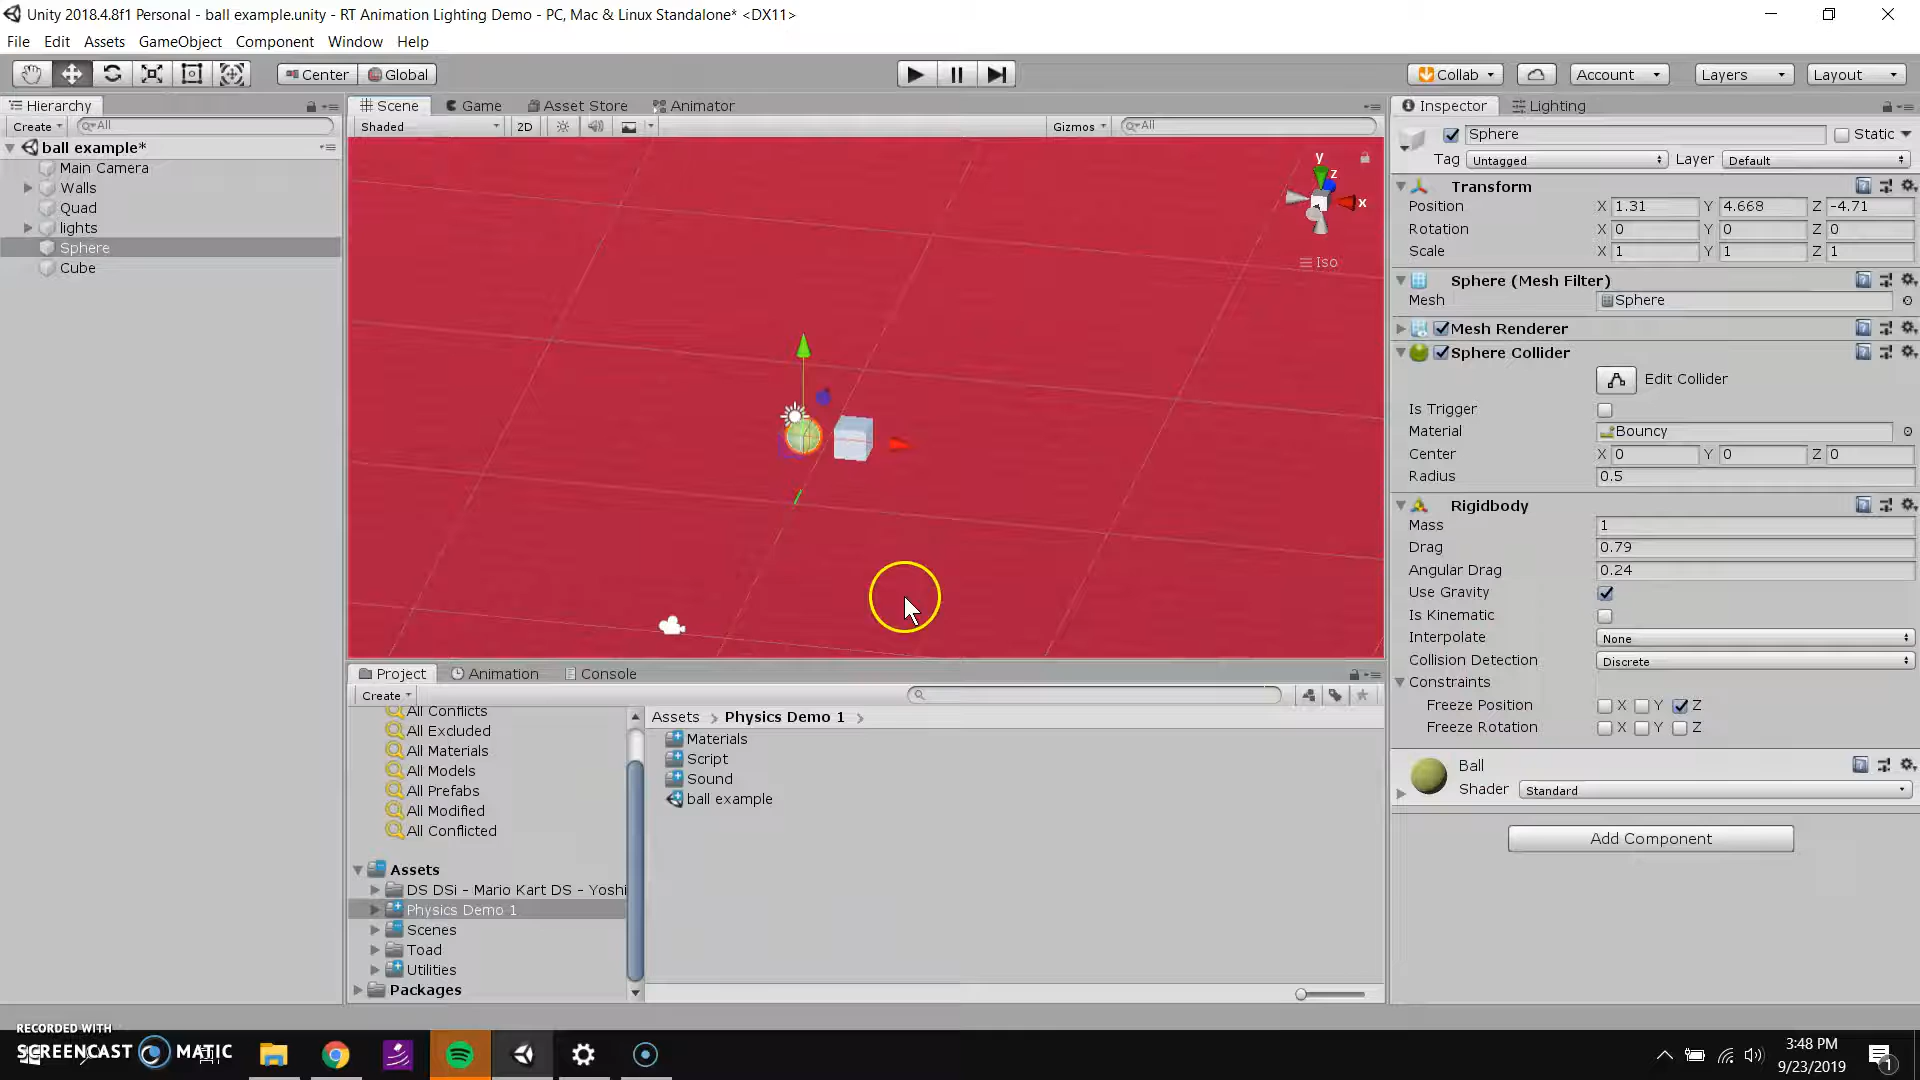 Unity 2018.4.8f1 Personal - ball example.unity - RT Animation Lighting Demo - PC, Mac & Linux Standalone* <DX11>
File Edit Assets GameObject Component Window Help
Center Global
Collab Account Layers Layout
Hierarchy
Create All
ball example*
Main Camera
Walls
Quad
lights
Sphere
Cube
Scene Game Asset Store Animator
Shaded 2D Gizmos All
y
z
x
Iso
Project Animation Console
Create
All Conflicts
All Excluded
All Materials
All Models
All Prefabs
All Modified
All Conflicted
Assets
DS DSi - Mario Kart DS - Yoshi
Physics Demo 1
Scenes
Toad
Utilities
Packages
Assets > Physics Demo 1 >
Materials
Script
Sound
ball example
Inspector Lighting
Sphere Static
Tag Untagged Layer Default
Transform
Position X 1.31 Y 4.668 Z -4.71
Rotation X 0 Y 0 Z 0
Scale X 1 Y 1 Z 1
Sphere (Mesh Filter)
Mesh Sphere
Mesh Renderer
Sphere Collider
Edit Collider
Is Trigger
Material Bouncy
Center X 0 Y 0 Z 0
Radius 0.5
Rigidbody
Mass 1
Drag 0.79
Angular Drag 0.24
Use Gravity
Is Kinematic
Interpolate None
Collision Detection Discrete
Constraints
Freeze Position X Y Z
Freeze Rotation X Y Z
Ball
Shader Standard
Add Component
RECORDED WITH
SCREENCAST MATIC
3:48 PM
9/23/2019
1